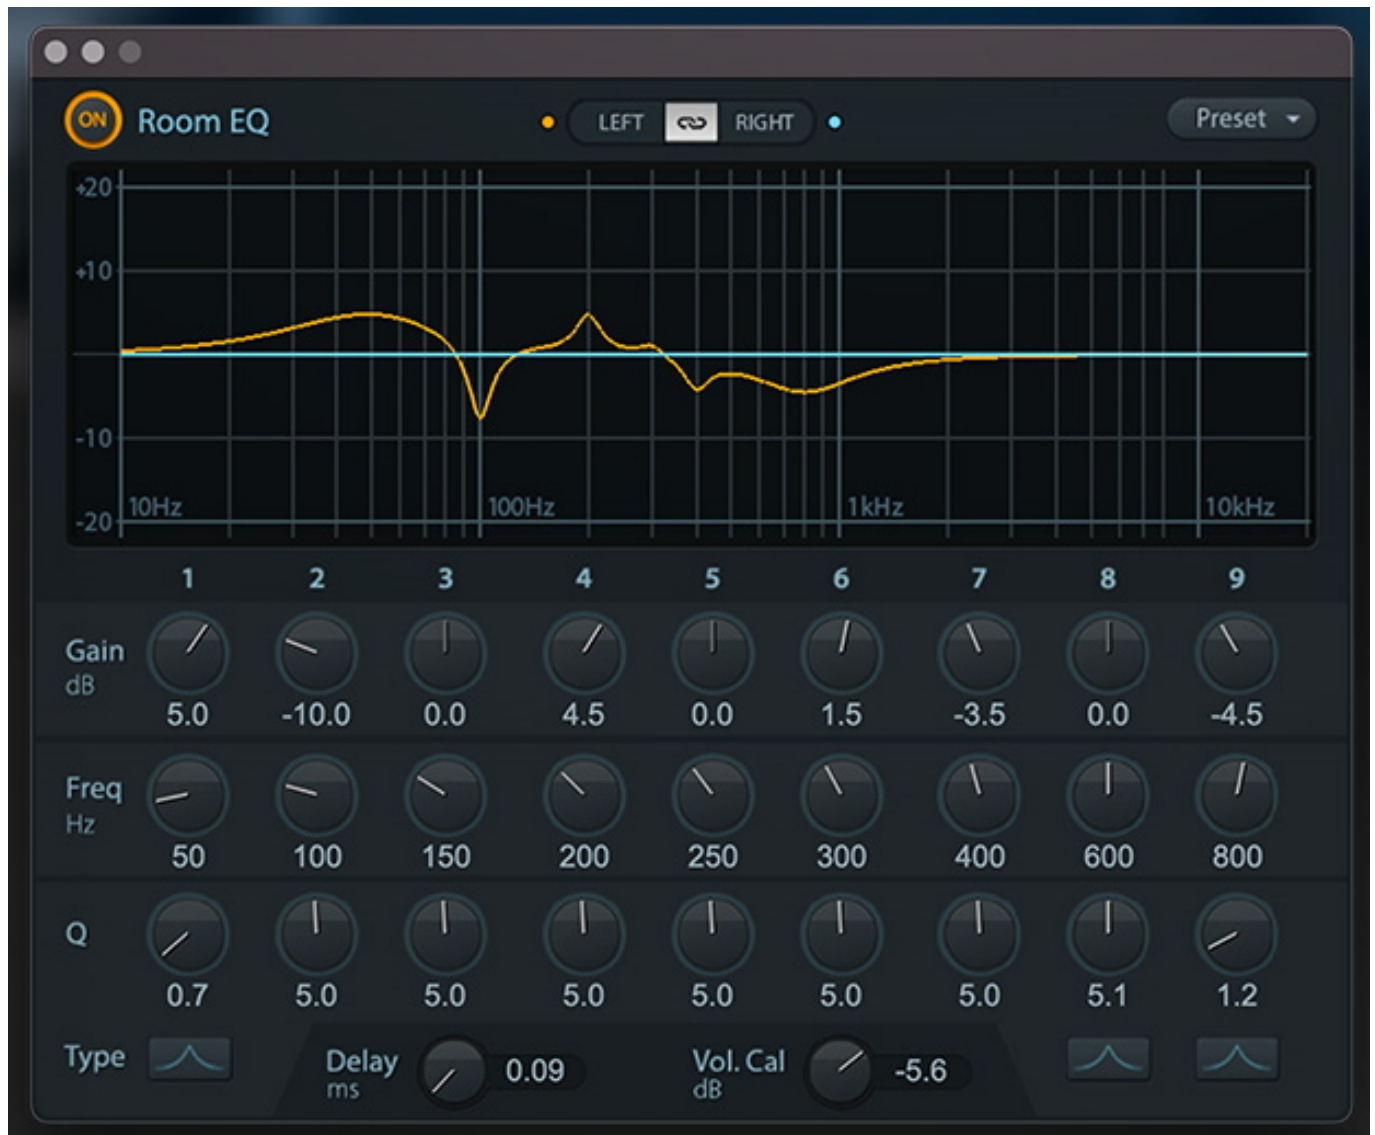 ON Room EQ LEFT RIGHT Preset
+20
+10
-10
-20
10Hz 100Hz 1kHz 10kHz
1 2 3 4 5 6 7 8 9
Gain
dB
5.0 -10.0 0.0 4.5 0.0 1.5 -3.5 0.0 -4.5
Freq
Hz
50 100 150 200 250 300 400 600 800
Q
0.7 5.0 5.0 5.0 5.0 5.0 5.0 5.1 1.2
Type
Delay
ms
0.09
Vol. Cal
dB
-5.6